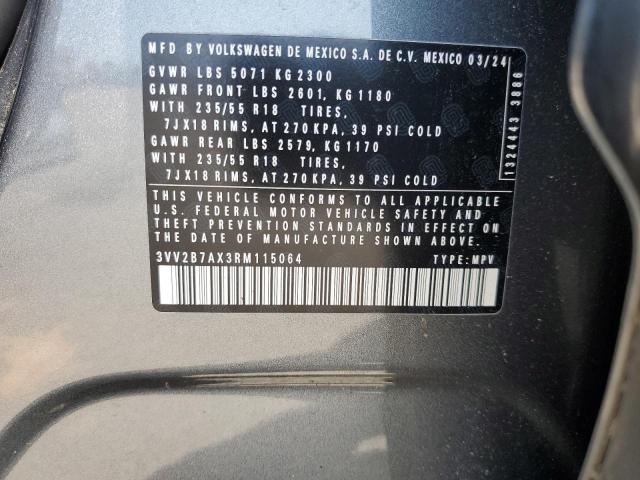 MFD BY VOLKSWAGEN DE MEXICO S.A. DE C.V. MEXICO 03/24
GVWR LBS 5071 KG 2300
GAWR FRONT LBS 2601, KG 1180
WITH 235/55 R18 TIRES,
7JX18 RIMS, AT 270 KPA, 39 PSI COLD
GAWR REAR LBS 2579, KG 1170
WITH 235/55 R18 TIRES,
7JX18 RIMS, AT 270 KPA, 39 PSI COLD
THIS VEHICLE CONFORMS TO ALL APPLICABLE
U.S. FEDERAL MOTOR VEHICLE SAFETY AND
THEFT PREVENTION STANDARDS IN EFFECT ON
THE DATE OF MANUFACTURE SHOWN ABOVE.
3VV2B7AX3RM115064 TYPE: MPV
1324443 3886